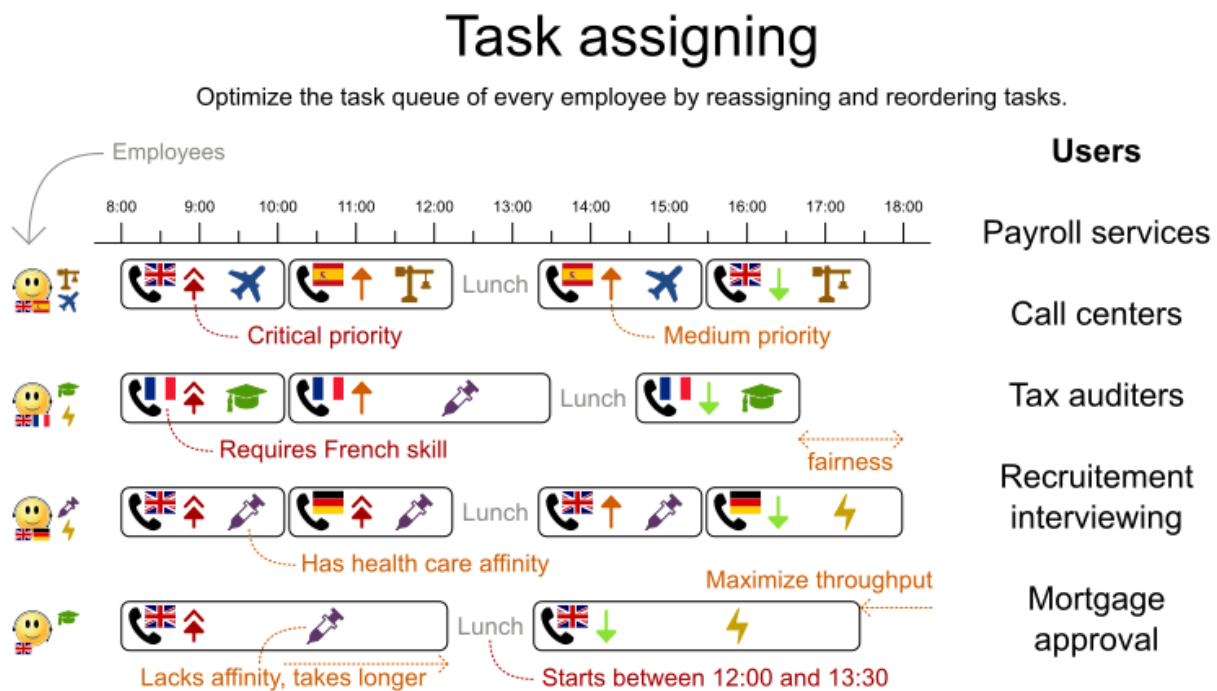 Task assigning
Optimize the task queue of every employee by reassigning and reordering tasks.
Employees
Users
8:00 9:00 10:00 11:00 12:00 13:00 14:00 15:00 16:00 17:00 18:00
Payroll services
Lunch
Call centers
Critical priority
Medium priority
Lunch
Tax auditers
Requires French skill
fairness
Recruitement
interviewing
Lunch
Has health care affinity
Maximize throughput
Mortgage
approval
Lunch
Lacks affinity, takes longer
Starts between 12:00 and 13:30